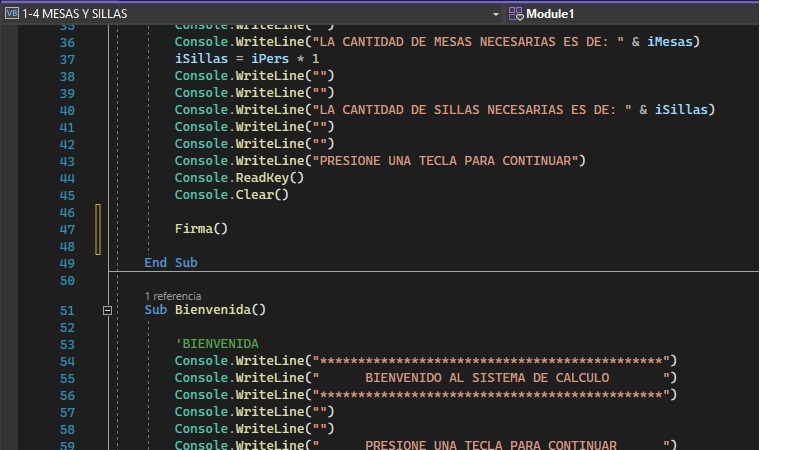 VB 1-4 MESAS Y SILLAS Module1
35 Console.WriteLine("")
36 Console.WriteLine("LA CANTIDAD DE MESAS NECESARIAS ES DE: " & iMesas)
37 iSillas = iPers * 1
38 Console.WriteLine("")
39 Console.WriteLine("")
40 Console.WriteLine("LA CANTIDAD DE SILLAS NECESARIAS ES DE: " & iSillas)
41 Console.WriteLine("")
42 Console.WriteLine("")
43 Console.WriteLine("PRESIONE UNA TECLA PARA CONTINUAR")
44 Console.ReadKey()
45 Console.Clear()
46
47 Firma()
48
49 End Sub
50
1 referencia
51 Sub Bienvenida()
52
53 'BIENVENIDA
54 Console.WriteLine("*********************************************")
55 Console.WriteLine("      BIENVENIDO AL SISTEMA DE CALCULO       ")
56 Console.WriteLine("*********************************************")
57 Console.WriteLine("")
58 Console.WriteLine("")
59 Console.WriteLine("      PRESIONE UNA TECLA PARA CONTINUAR      ")